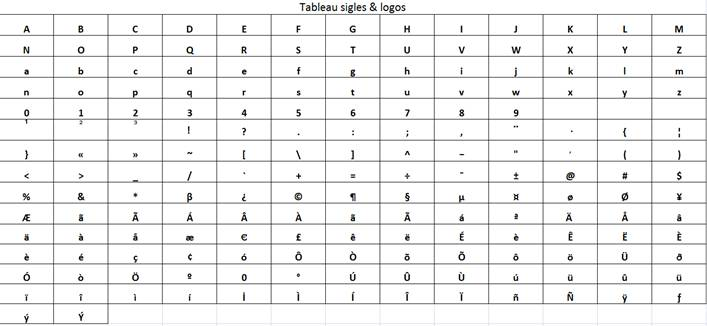 Tableau sigles & logos
A B C D E F G H I J K L M
N O P Q R S T U V W X Y Z
a b c d e f g h i j k l m
n o p q r s t u v w x y z
0 1 2 3 4 5 6 7 8 9
¹ ² ³ ! ? . : ; , ¨ · { ¦
} « » ~ [ \ ] ^ – " ´ ( )
< > _ / ` + = ÷ ¯ ± @ # $
% & * β ¿ © ¶ § µ ¤ ø Ø ¥
Æ ã Ã Á Â À ã Ã á ª Ä Å â
ä à å æ € £ ê ë É è Ê Ë È
è é ç ¢ ó Õ Ò õ Õ ô ö Ü ð
Ó ò Ö º 0 ° Ú Û Ù ú ü û ü
ï î ì í İ Ì Í Î Ï ñ Ñ ÿ ƒ
ý Ý